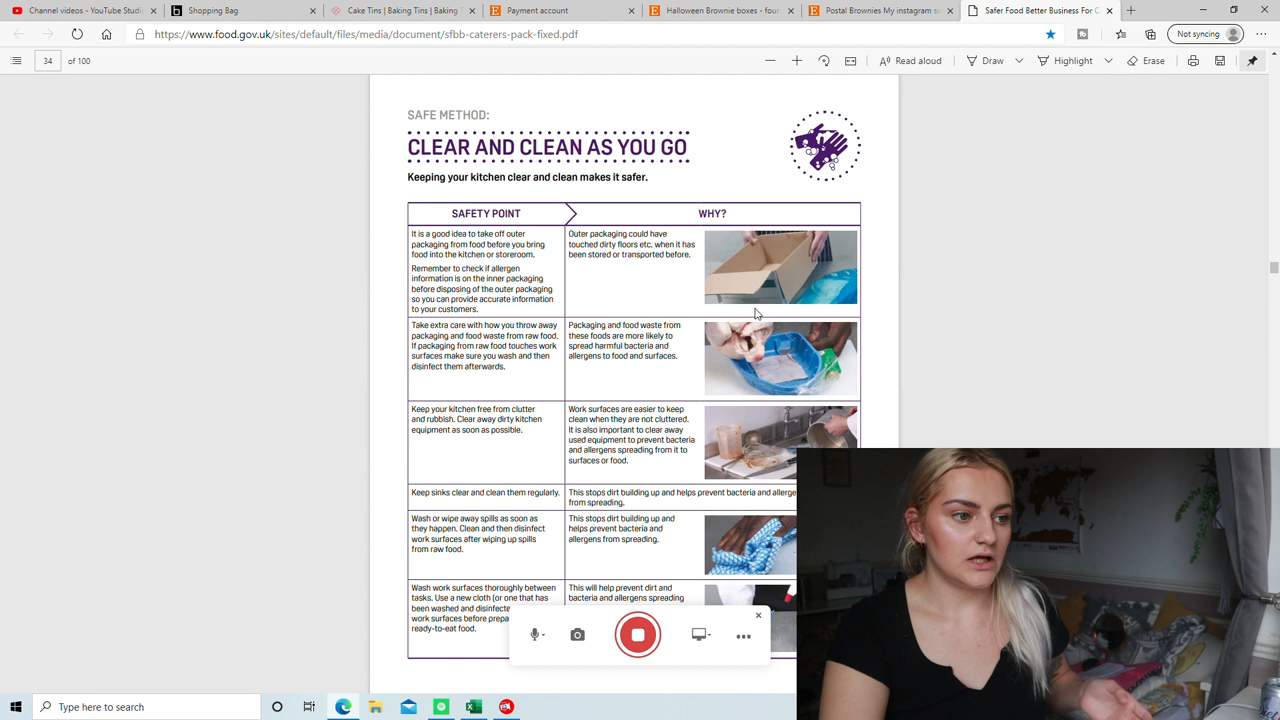 Channel videos - YouTube Studi
Shopping Bag
Cake Tins | Baking Tins | Baking
Payment account
Halloween Brownie boxes - four
Postal Brownies My instagram is
Safer Food Better Business For C
https://www.food.gov.uk/sites/default/files/media/document/sfbb-caterers-pack-fixed.pdf
Not syncing
34 of 100
Read aloud
Draw
Highlight
Erase
SAFE METHOD:
CLEAR AND CLEAN AS YOU GO
Keeping your kitchen clear and clean makes it safer.
SAFETY POINT
WHY?
It is a good idea to take off outer
packaging from food before you bring
food into the kitchen or storeroom.
Remember to check if allergen
information is on the inner packaging
before disposing of the outer packaging
so you can provide accurate information
to your customers.
Outer packaging could have
touched dirty floors etc. when it has
been stored or transported before.
Take extra care with how you throw away
packaging and food waste from raw food.
If packaging from raw food touches work
surfaces make sure you wash and then
disinfect them afterwards.
Packaging and food waste from
these foods are more likely to
spread harmful bacteria and
allergens to food and surfaces.
Keep your kitchen free from clutter
and rubbish. Clear away dirty kitchen
equipment as soon as possible.
Work surfaces are easier to keep
clean when they are not cluttered.
It is also important to clear away
used equipment to prevent bacteria
and allergens spreading from it to
surfaces or food.
Keep sinks clear and clean them regularly.
This stops dirt building up and helps prevent bacteria and allerge
from spreading.
Wash or wipe away spills as soon as
they happen. Clean and then disinfect
work surfaces after wiping up spills
from raw food.
This stops dirt building up and
helps prevent bacteria and
allergens from spreading.
Wash work surfaces thoroughly between
tasks. Use a new cloth (or one that has
been washed and disinfecte
work surfaces before prepa
ready-to-eat food.
This will help prevent dirt and
bacteria and allergens spreading
Type here to search